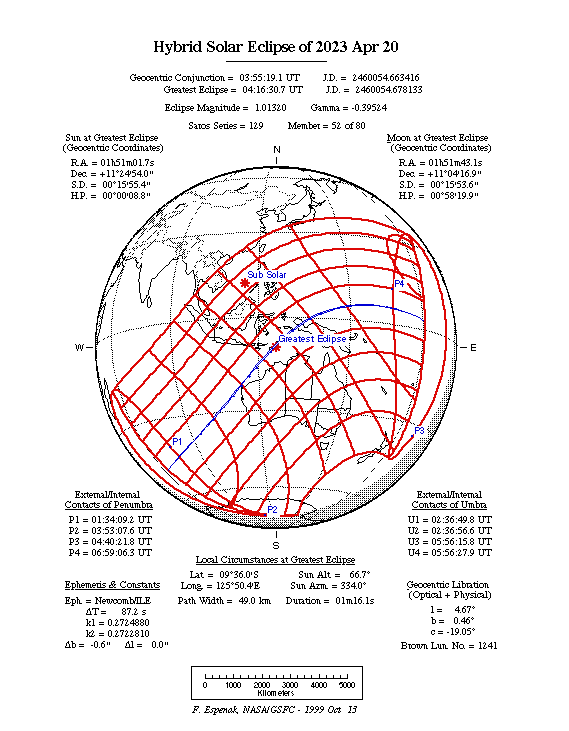 Hybrid Solar Eclipse of 2023 Apr 20
Geocentric Conjunction = 03:55:19.1 UT J.D. = 2460054.663416
Greatest Eclipse = 04:16:30.7 UT J.D. = 2460054.678133
Eclipse Magnitude = 1.01320 Gamma = -0.39524
Saros Series = 129 Member = 52 of 80
Sun at Greatest Eclipse
(Geocentric Coordinates)
R.A. = 01h51m01.7s
Dec. = +11°24'54.0"
S.D. = 00°15'55.4"
H.P. = 00°00'08.8"
Moon at Greatest Eclipse
(Geocentric Coordinates)
R.A. = 01h51m43.1s
Dec. = +11°04'16.9"
S.D. = 00°15'53.6"
H.P. = 00°58'19.9"
N
Sub Solar
P4
Greatest Eclipse
W
E
P3
P1
P2
S
External/Internal
Contacts of Penumbra
P1 = 01:34:09.2 UT
P2 = 03:53:07.6 UT
P3 = 04:40:21.8 UT
P4 = 06:59:06.3 UT
External/Internal
Contacts of Umbra
U1 = 02:36:49.8 UT
U2 = 02:36:56.6 UT
U3 = 05:56:15.8 UT
U4 = 05:56:27.9 UT
Local Circumstances at Greatest Eclipse
Lat. = 09°36.0'S Sun Alt. = 66.7°
Long. = 125°50.4'E Sun Azm. = 334.0°
Path Width = 49.0 km Duration = 01m16.1s
Ephemeris & Constants
Eph. = Newcomb/ILE
ΔT = 87.2 s
k1 = 0.2724880
k2 = 0.2722810
Δb = -0.6" Δl = 0.0"
Geocentric Libration
(Optical + Physical)
l = 4.67°
b = 0.46°
c = -19.05°
Brown Lun. No. = 1241
0 1000 2000 3000 4000 5000
Kilometers
F. Espenak, NASA/GSFC - 1999 Oct 13